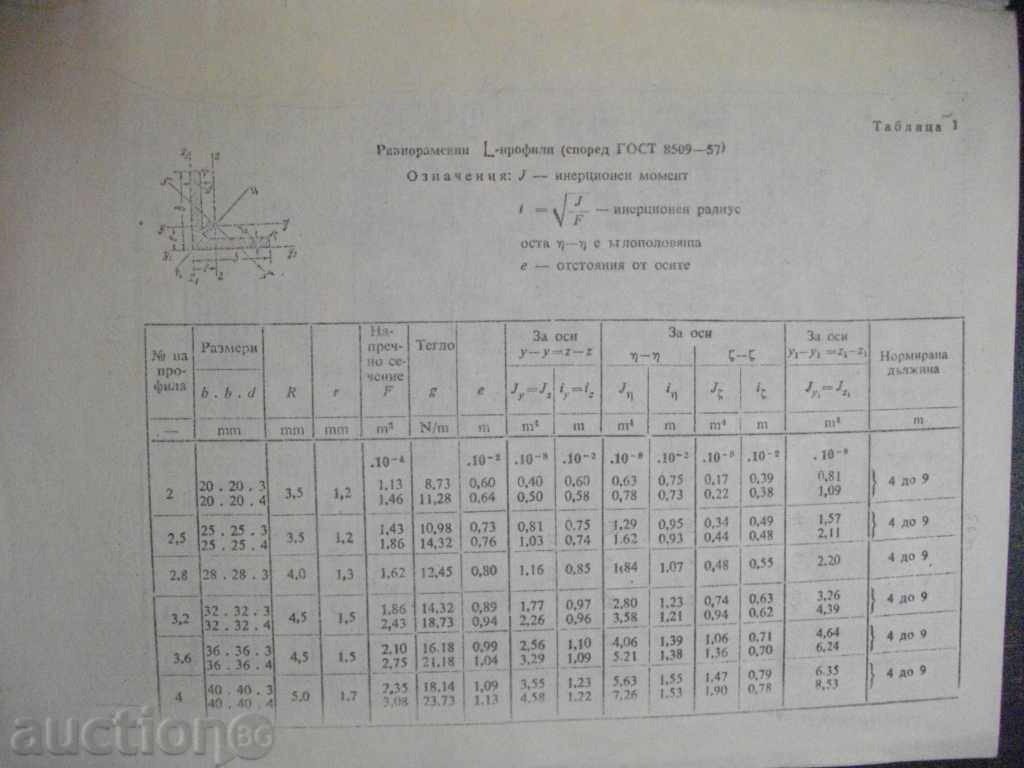 Таблица 1
Равнораменни L-профили (според ГОСТ 8509—57)
Означения: J — инерционен момент
i = √J/F — инерционен радиус
оста η—η е ъглополовяща
e — отстояния от осите
№ на профила | Размери | R | r | Напречно сечение F | Тегло g | e | За оси y—y=z—z | За оси | За оси y₁—y₁=z₁—z₁ | Нормирана дължина
η—η | ζ—ζ
b.b.d | J_y=J_z | i_y=i_z | J_η | i_η | J_ζ | i_ζ | J_y₁=J_z₁
— | mm | mm | mm | m² | N/m | m | m⁴ | m | m⁴ | m | m⁴ | m | m⁴ | m
.10⁻⁴ | .10⁻² | .10⁻⁸ | .10⁻² | .10⁻⁸ | .10⁻² | .10⁻⁸ | .10⁻² | .10⁻⁸
2 | 20.20.3 | 3,5 | 1,2 | 1,13 | 8,73 | 0,60 | 0,40 | 0,60 | 0,63 | 0,75 | 0,17 | 0,39 | 0,81 | 4 до 9
20.20.4 | 1,46 | 11,28 | 0.64 | 0,50 | 0,58 | 0,78 | 0,73 | 0,22 | 0,38 | 1,09
2,5 | 25.25.3 | 3,5 | 1,2 | 1,43 | 10,98 | 0,73 | 0,81 | 0.75 | 1.29 | 0,95 | 0,34 | 0,49 | 1,57 | 4 до 9
25.25.4 | 1,86 | 14,32 | 0,76 | 1,03 | 0,74 | 1.62 | 0,93 | 0,44 | 0,48 | 2,11
2,8 | 28.28.3 | 4,0 | 1,3 | 1,62 | 12,45 | 0,80 | 1.16 | 0,85 | 1,84 | 1.07 | 0,48 | 0,55 | 2.20 | 4 до 9
3,2 | 32.32.3 | 4,5 | 1,5 | 1,86 | 14,32 | 0,89 | 1,77 | 0,97 | 2,80 | 1,23 | 0,74 | 0,63 | 3,26 | 4 до 9
32.32.4 | 2,43 | 18,73 | 0,94 | 2,26 | 0,96 | 3,58 | 1,21 | 0,94 | 0,62 | 4,39
3,6 | 36.36.3 | 4,5 | 1.5 | 2,10 | 16.18 | 0,99 | 2,56 | 1,10 | 4,06 | 1,39 | 1,06 | 0,71 | 4,64 | 4 до 9
36.36.4 | 2,75 | 21,18 | 1,04 | 3,29 | 1,09 | 5.21 | 1,38 | 1,36 | 0,70 | 6,24
4 | 40.40.3 | 5,0 | 1.7 | 2,35 | 18,14 | 1,09 | 3,55 | 1,23 | 5,63 | 1,55 | 1,47 | 0,79 | 6.35 | 4 до 9
40.40.4 | 3,08 | 23.73 | 1.13 | 4.58 | 1.22 | 7,26 | 1.53 | 1,90 | 0,78 | 8,53
auctionBG